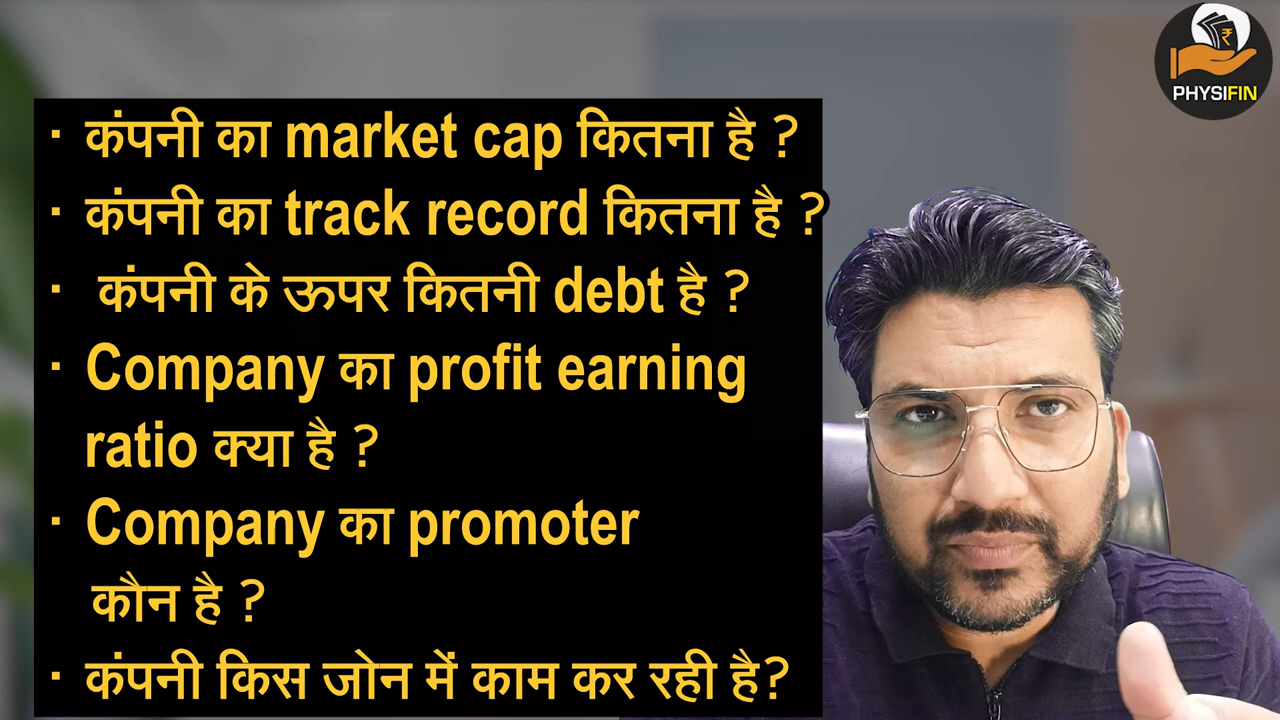 ₹
PHYSIFIN
· कंपनी का market cap कितना है ?
· कंपनी का track record कितना है ?
· कंपनी के ऊपर कितनी debt है ?
· Company का profit earning
ratio क्या है ?
· Company का promoter
कौन है ?
· कंपनी किस जोन में काम कर रही है?